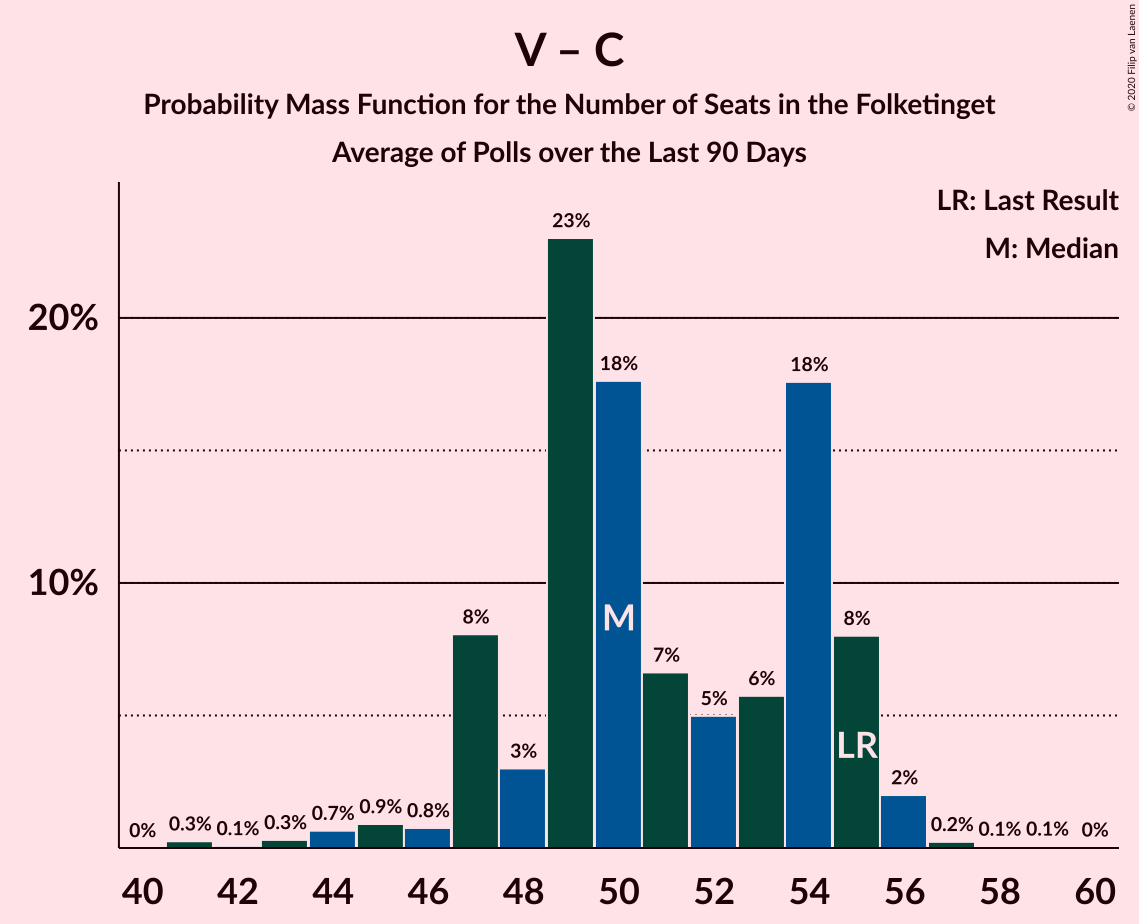 V – C
Probability Mass Function for the Number of Seats in the Folketinget
Average of Polls over the Last 90 Days
© 2020 Filip van Laenen
LR: Last Result
M: Median
20%
10%
0%
0.3%
0.1%
0.3%
0.7%
0.9%
0.8%
8%
3%
23%
18%
7%
5%
6%
18%
8%
2%
0.2%
0.1%
0.1%
0%
M
LR
40 42 44 46 48 50 52 54 56 58 60